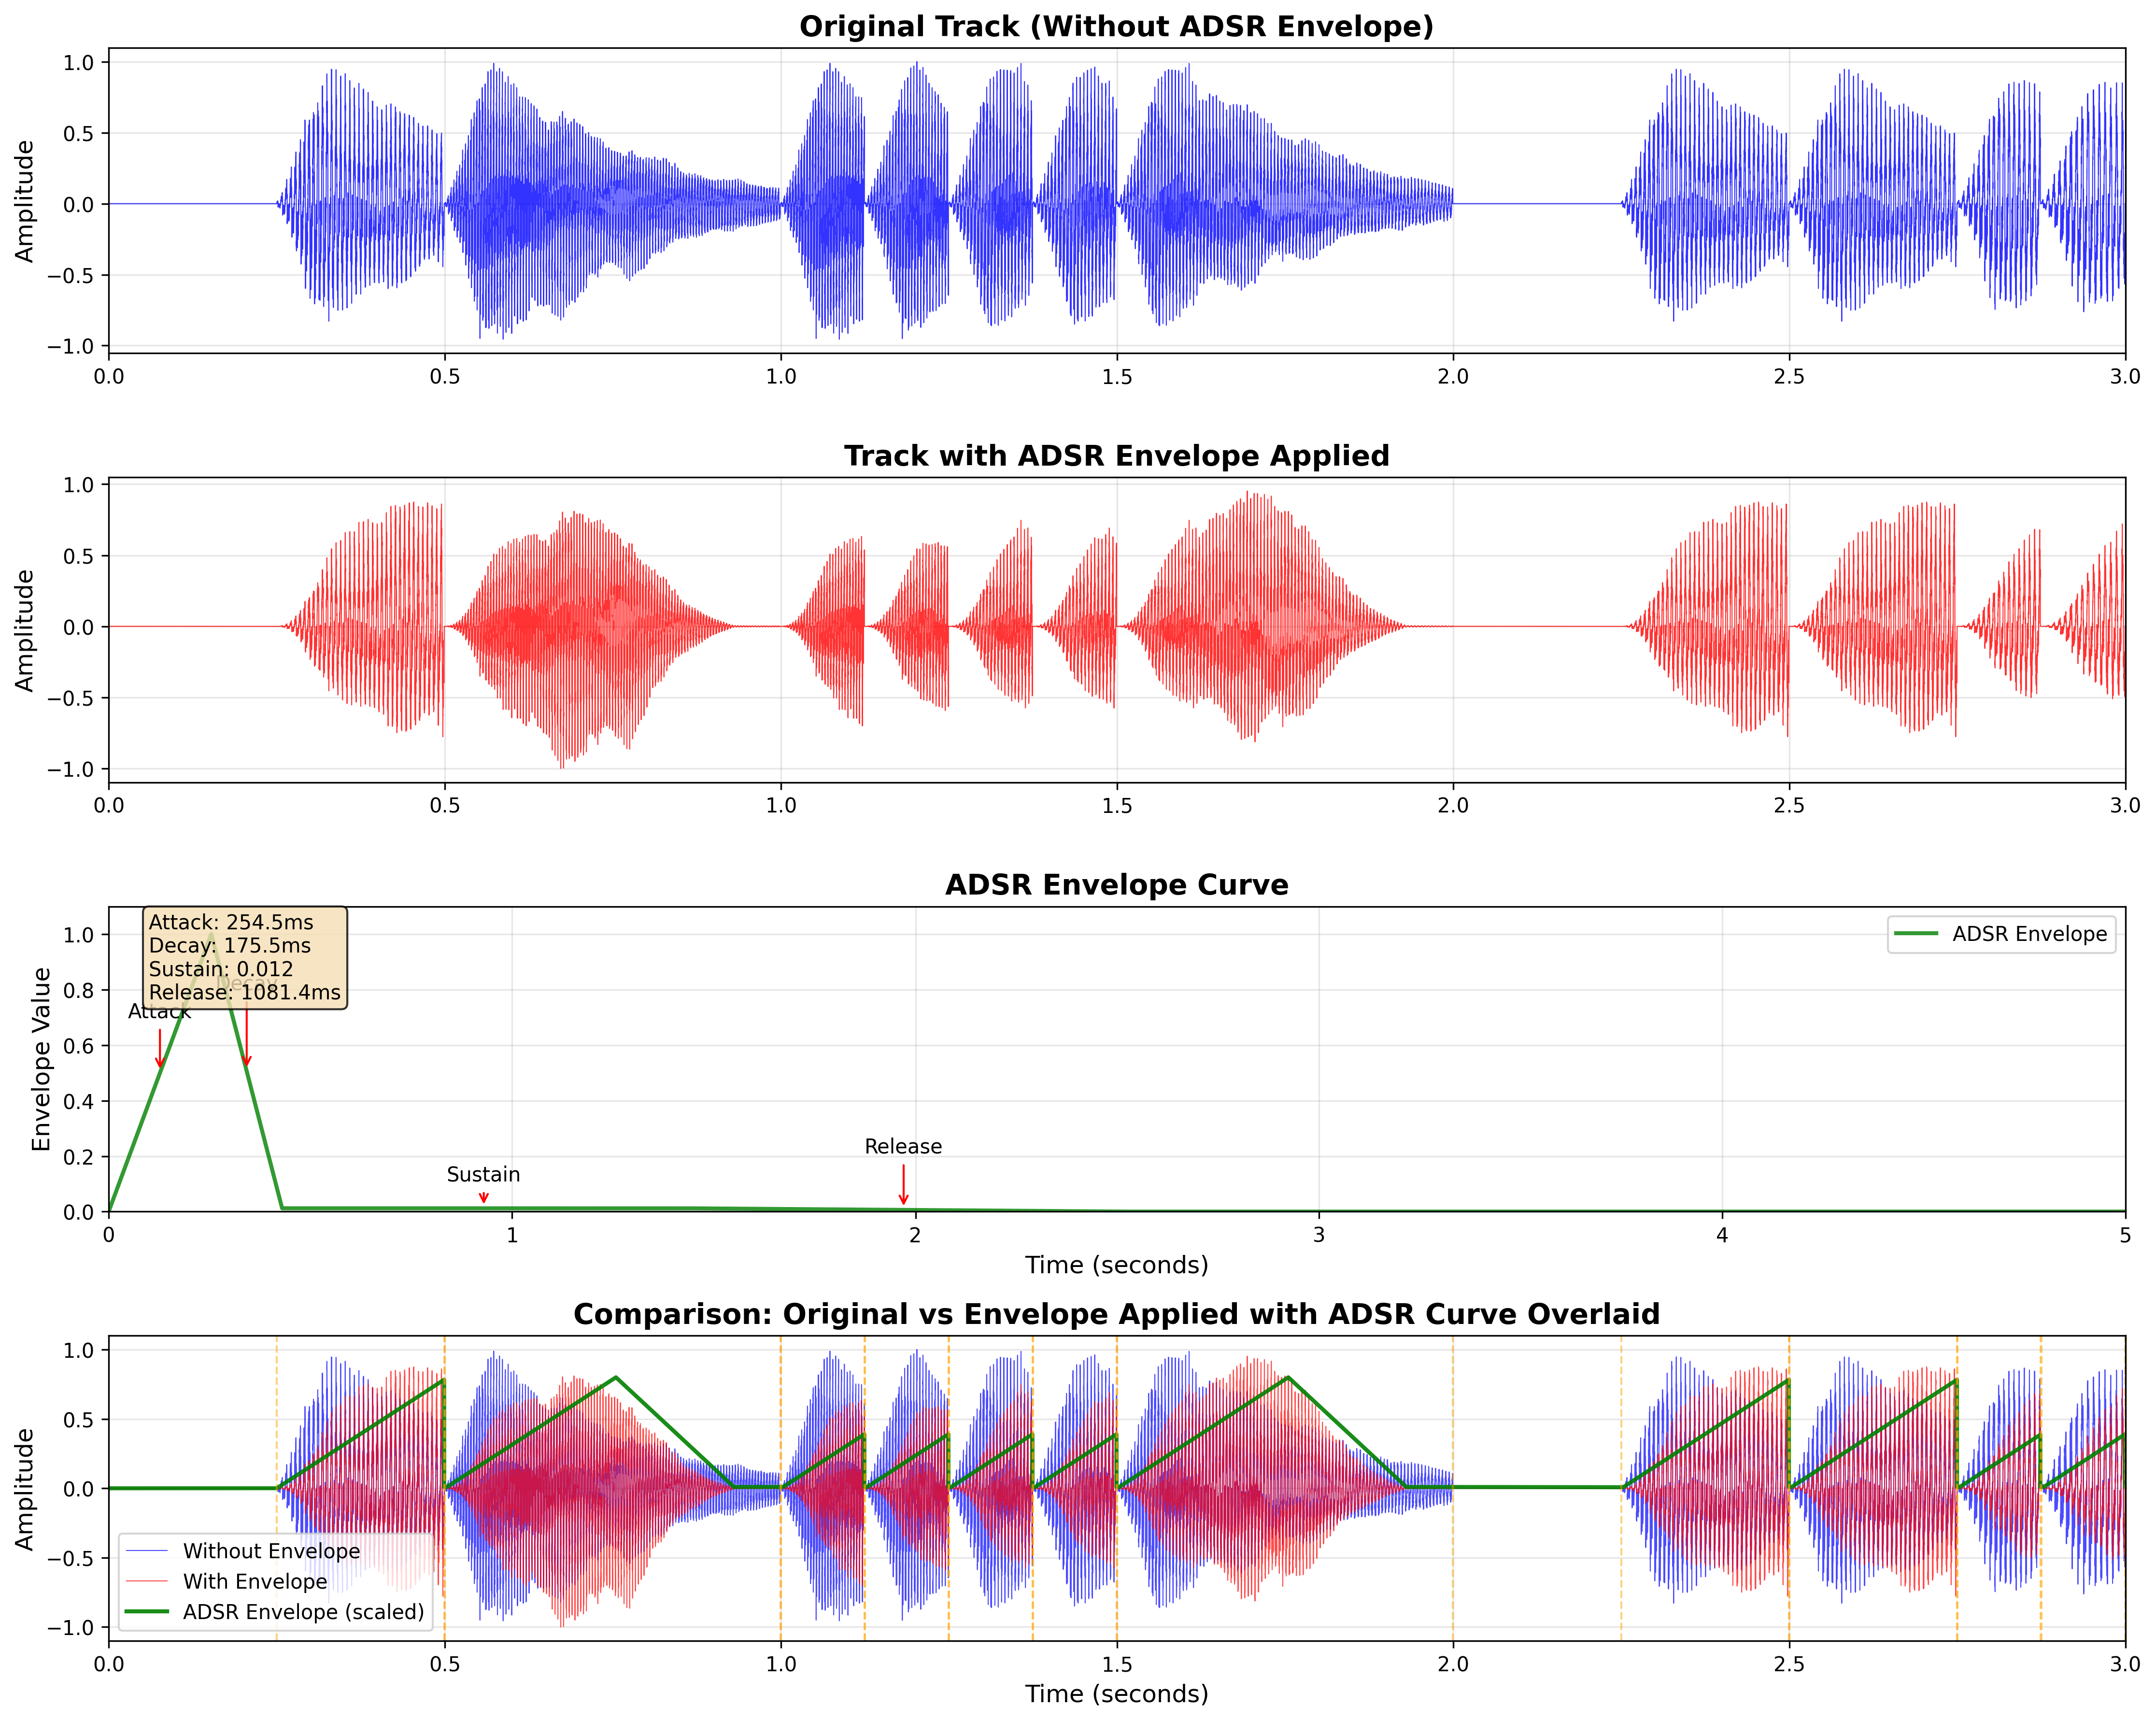 Original Track (Without ADSR Envelope)
1.0
0.5
0.0
−0.5
−1.0
Amplitude
0.0 0.5 1.0 1.5 2.0 2.5 3.0
Track with ADSR Envelope Applied
1.0
0.5
0.0
−0.5
−1.0
Amplitude
0.0 0.5 1.0 1.5 2.0 2.5 3.0
ADSR Envelope Curve
Attack: 254.5ms
Decay: 175.5ms
Sustain: 0.012
Release: 1081.4ms
ADSR Envelope
Decay
Attack
Sustain
Release
1.0
0.8
0.6
0.4
0.2
0.0
Envelope Value
0 1 2 3 4 5
Time (seconds)
Comparison: Original vs Envelope Applied with ADSR Curve Overlaid
1.0
0.5
0.0
−0.5
−1.0
Amplitude
Without Envelope
With Envelope
ADSR Envelope (scaled)
0.0 0.5 1.0 1.5 2.0 2.5 3.0
Time (seconds)